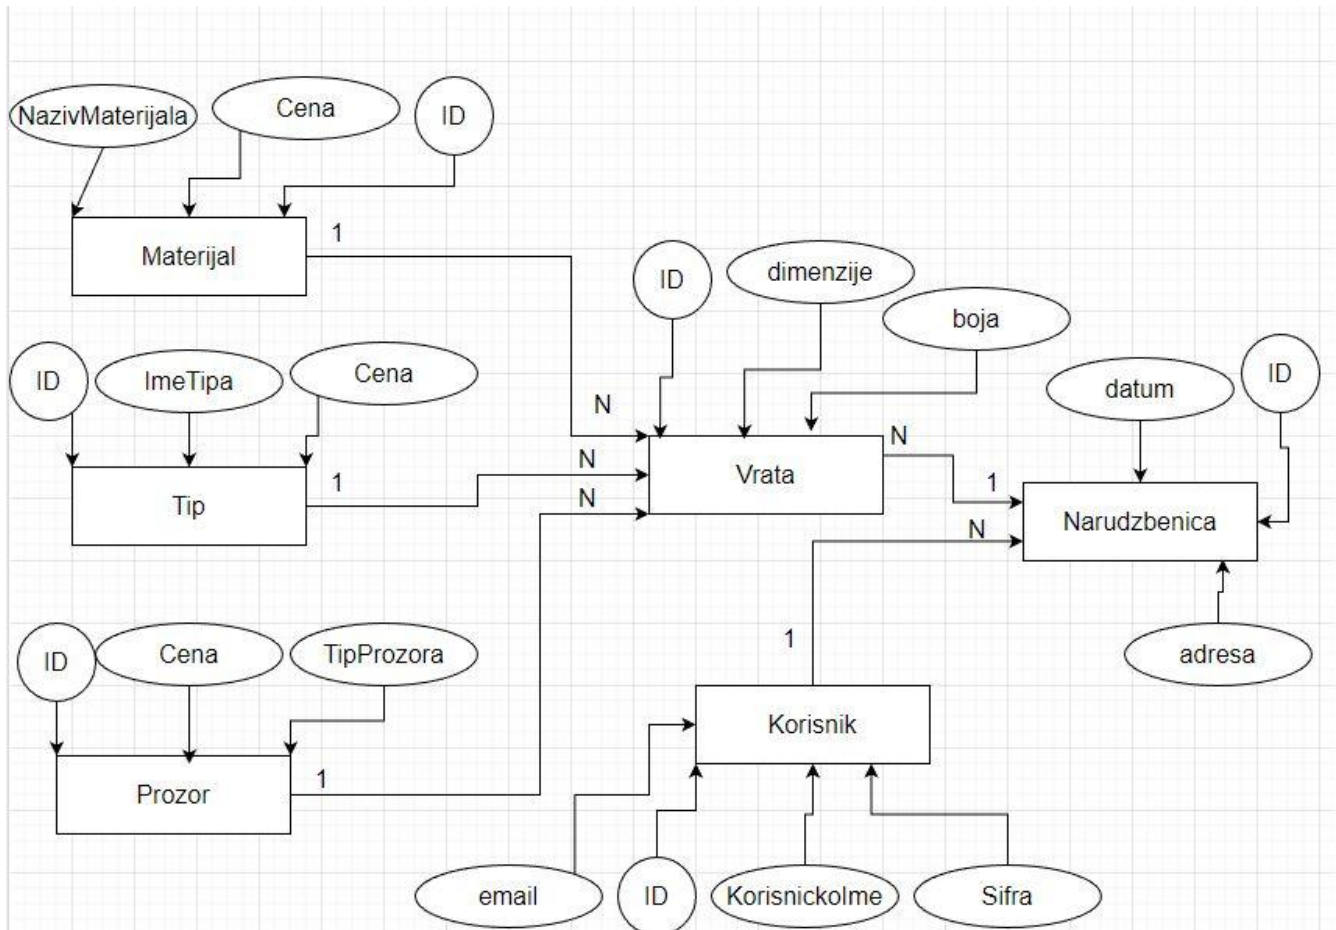 NazivMaterijala
Cena
ID
Materijal
1
ID
dimenzije
boja
ID
ImeTipa
Cena
datum
ID
N
Tip
1
N
N
Vrata
N
1
N
Narudzbenica
ID
Cena
TipProzora
1
adresa
Prozor
1
Korisnik
email
ID
KorisnickoIme
Sifra